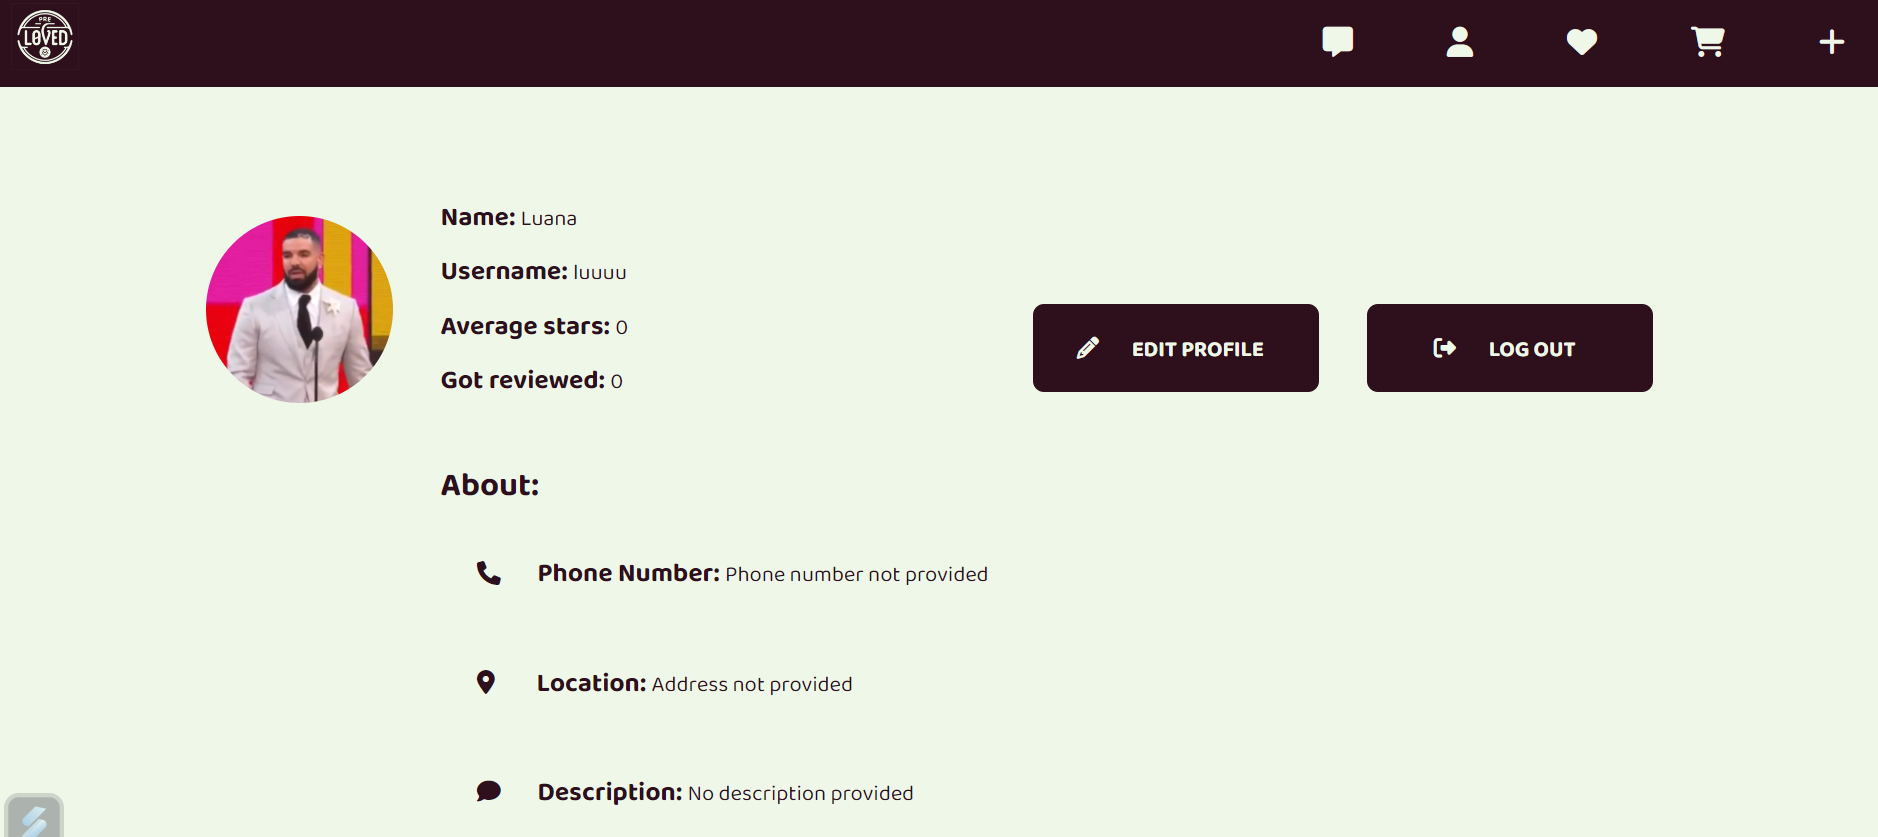 PRE
LOVED
Name: Luana
Username: luuuu
Average stars: 0
Got reviewed: 0
EDIT PROFILE
LOG OUT
About:
Phone Number: Phone number not provided
Location: Address not provided
Description: No description provided